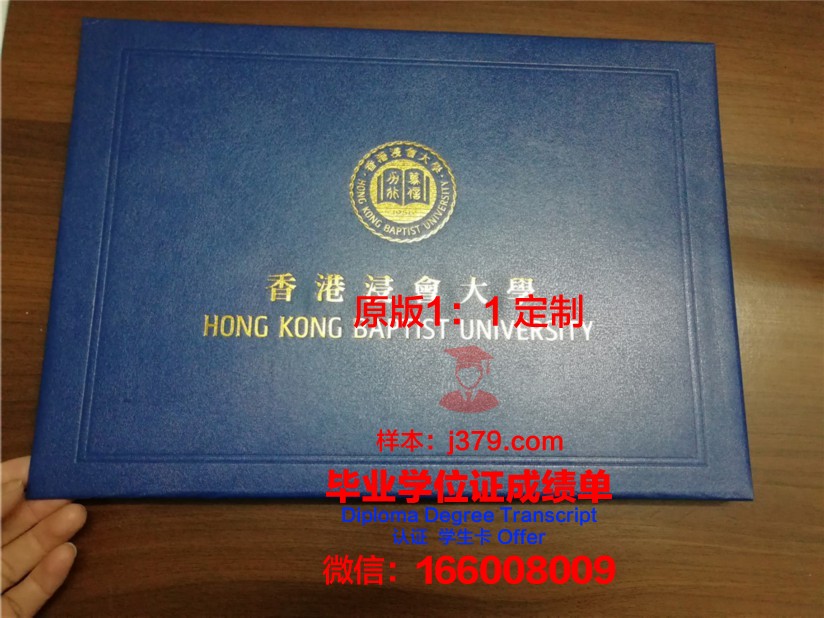 香港浸會大學
HONG KONG BAPTIST UNIVERSITY
香港浸會大學
原版1：1 定制
HONG KONG BAPTIST UNIVERSITY
样本：j379.com
毕业学位证成绩单
Diploma Degree Transcript
认证 学生卡 Offer
微信：166008009